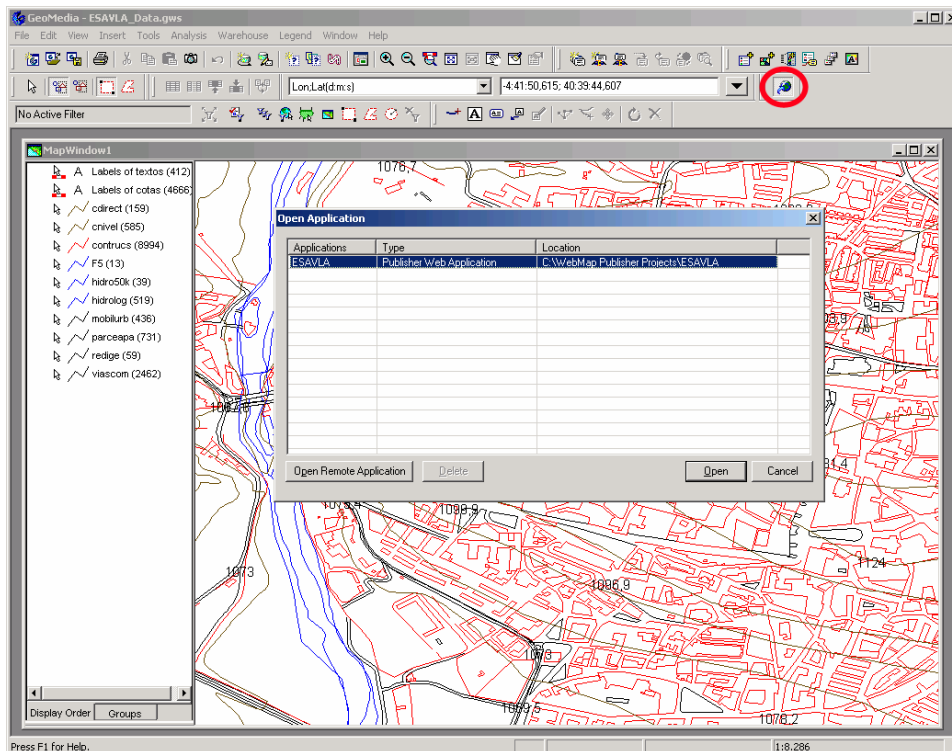 GeoMedia - ESAVLA_Data.gws
File Edit View Insert Tools Analysis Warehouse Legend Window Help
Lon;Lat(d:m:s) -4:41:50,615; 40:39:44,607
No Active Filter
MapWindow1
A Labels of textos (412)
A Labels of cotas (4666)
cdirect (159)
cnivel (585)
contrucs (8994)
F5 (13)
hidro50k (39)
hidrolog (519)
mobilurb (436)
parceapa (731)
redige (59)
viascom (2462)
Display Order Groups
1076,7
Open Application
Applications Type Location
ESAVLA Publisher Web Application C:\WebMap Publisher Projects\ESAVLA
Open Remote Application Delete Open Cancel
1073
1124
1096,9
1073
1069,5
1076,2
Press F1 for Help. 1:8.286